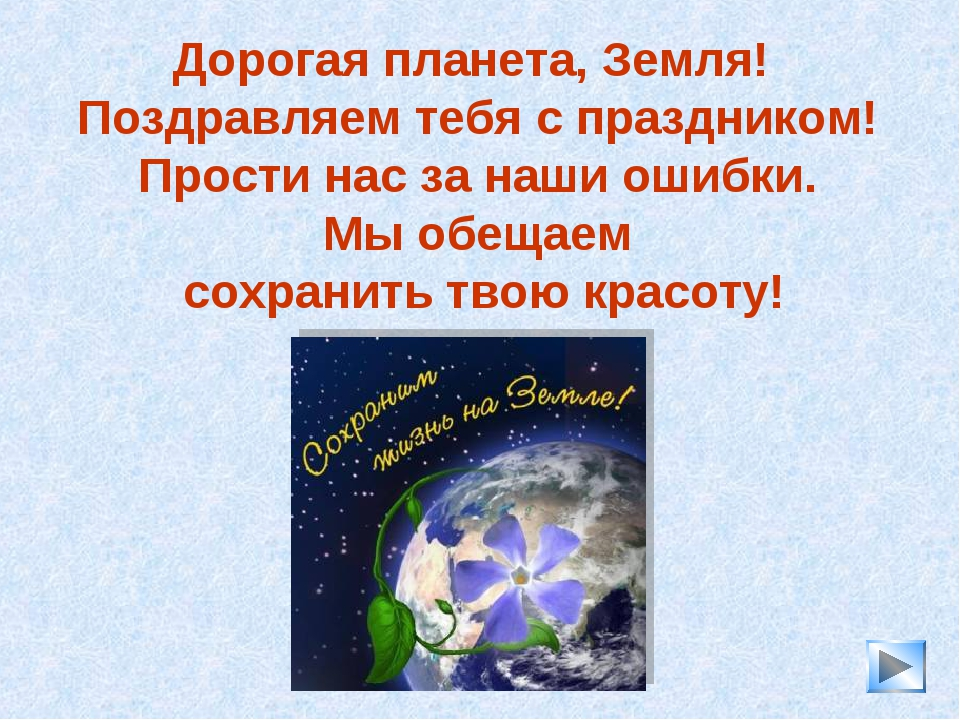 Дорогая планета, Земля!
Поздравляем тебя с праздником!
Прости нас за наши ошибки.
Мы обещаем
сохранить твою красоту!
Сохраним
жизнь на Земле!